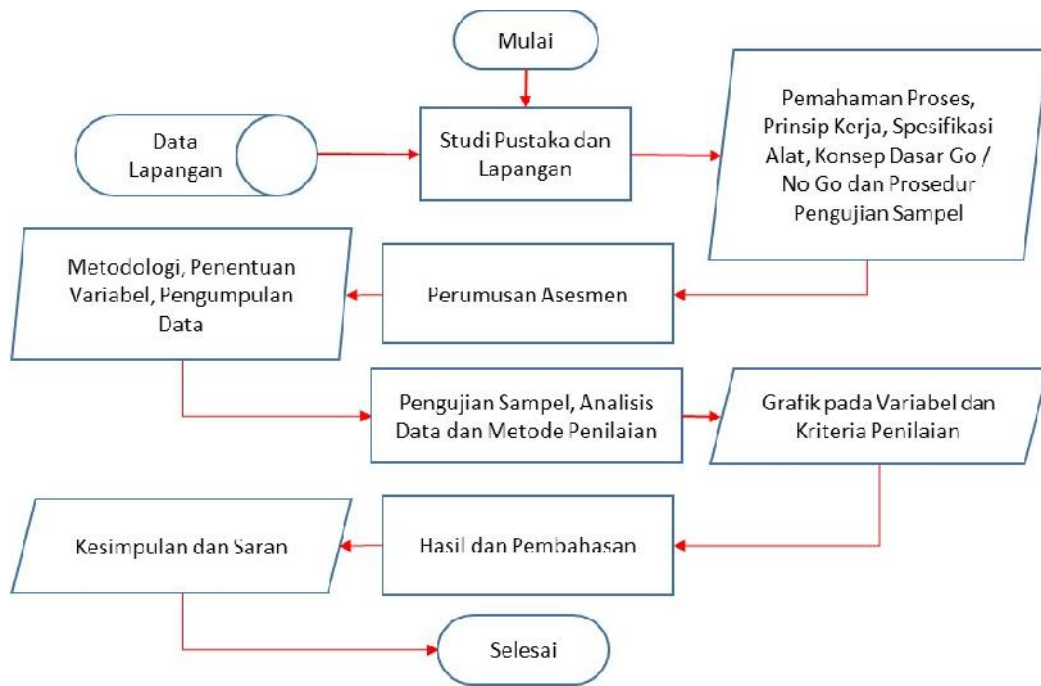 Mulai
Data
Lapangan
Studi Pustaka dan
Lapangan
Pemahaman Proses,
Prinsip Kerja, Spesifikasi
Alat, Konsep Dasar Go /
No Go dan Prosedur
Pengujian Sampel
Perumusan Asesmen
Metodologi, Penentuan
Variabel, Pengumpulan
Data
Pengujian Sampel, Analisis
Data dan Metode Penilaian
Grafik pada Variabel dan
Kriteria Penilaian
Hasil dan Pembahasan
Kesimpulan dan Saran
Selesai